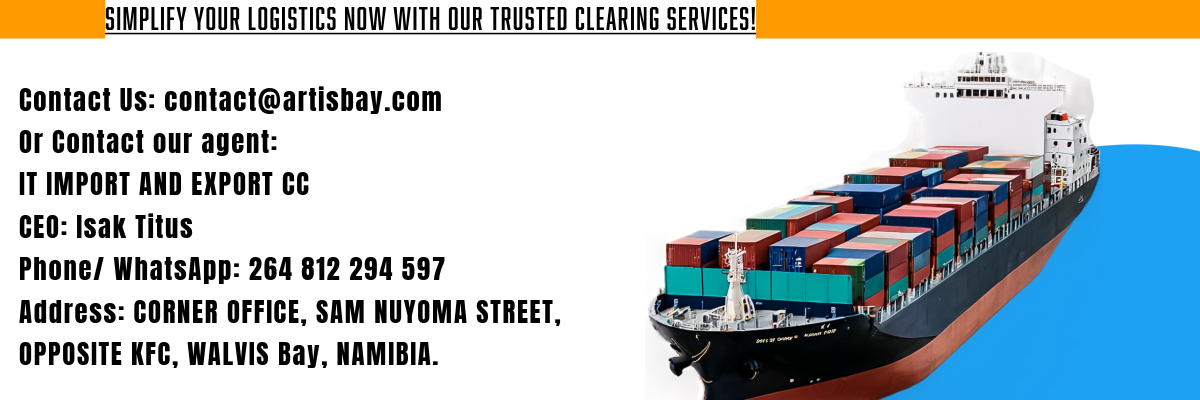 SIMPLIFY YOUR LOGISTICS NOW WITH OUR TRUSTED CLEARING SERVICES!
Contact Us: contact@artisbay.com
Or Contact our agent:
IT IMPORT AND EXPORT CC
CEO: Isak Titus
Phone/ WhatsApp: 264 812 294 597
Address: CORNER OFFICE, SAM NUYOMA STREET,
OPPOSITE KFC, WALVIS Bay, NAMIBIA.